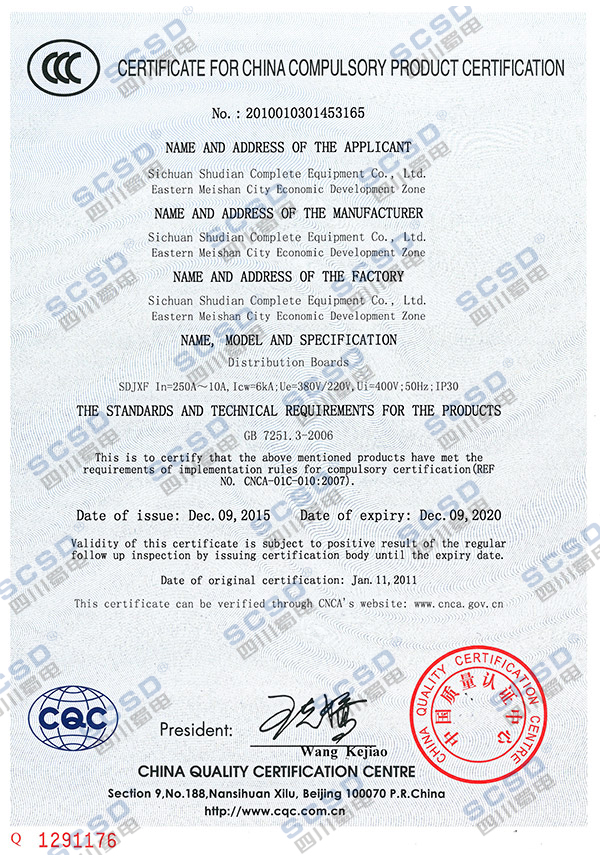 CCC
CERTIFICATE FOR CHINA COMPULSORY PRODUCT CERTIFICATION
No. : 2010010301453165
NAME AND ADDRESS OF THE APPLICANT
Sichuan Shudian Complete Equipment Co., Ltd.
Eastern Meishan City Economic Development Zone
NAME AND ADDRESS OF THE MANUFACTURER
Sichuan Shudian Complete Equipment Co., Ltd.
Eastern Meishan City Economic Development Zone
NAME AND ADDRESS OF THE FACTORY
Sichuan Shudian Complete Equipment Co., Ltd.
Eastern Meishan City Economic Development Zone
NAME, MODEL AND SPECIFICATION
Distribution Boards
SDJXF In=250A～10A, Icw=6kA;Ue=380V/220V,Ui=400V;50Hz;IP30
THE STANDARDS AND TECHNICAL REQUIREMENTS FOR THE PRODUCTS
GB 7251.3-2006
This is to certify that the above mentioned products have met the
requirements of implementation rules for compulsory certification(REF
NO. CNCA-01C-010:2007).
Date of issue: Dec.09,2015 Date of expiry: Dec.09,2020
Validity of this certificate is subject to positive result of the regular
follow up inspection by issuing certification body until the expiry date.
Date of original certification: Jan.11,2011
This certificate can be verified through CNCA's website: www.cnca.gov.cn
CQC
President: 王克娇
Wang Kejiao
CHINA QUALITY CERTIFICATION CENTRE
中国质量认证中心
CHINA QUALITY CERTIFICATION CENTRE
Section 9,No.188,Nansihuan Xilu, Beijing 100070 P.R.China
http://www.cqc.com.cn
Q 1291176
SCSD®
四川蜀电